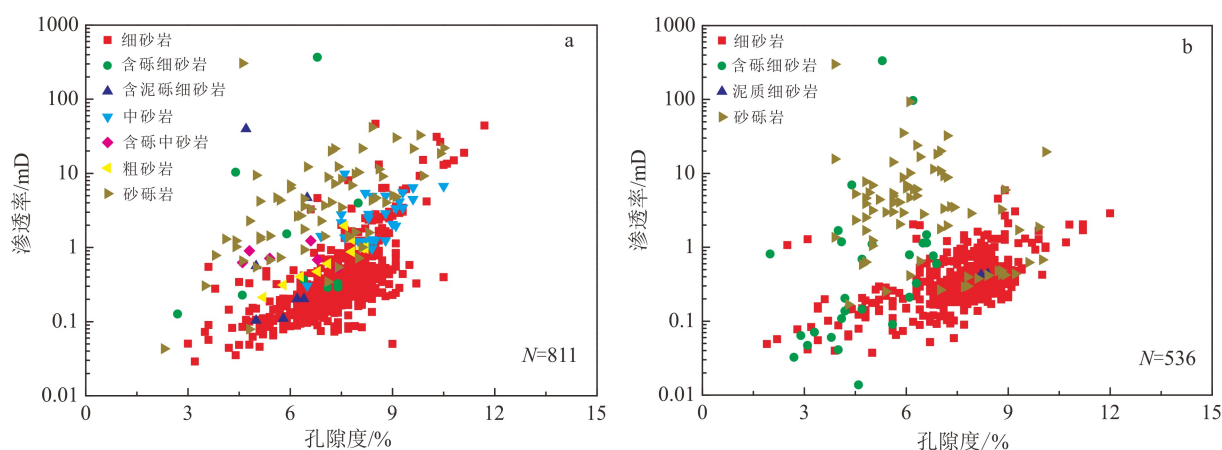 1000
100
10
1
0.1
0.01
渗透率/mD
细砂岩
含砾细砂岩
含泥砾细砂岩
中砂岩
含砾中砂岩
粗砂岩
砂砾岩
a
N=811
0 3 6 9 12 15
孔隙度/%
1000
100
10
1
0.1
0.01
渗透率/mD
细砂岩
含砾细砂岩
泥质细砂岩
砂砾岩
b
N=536
0 3 6 9 12 15
孔隙度/%